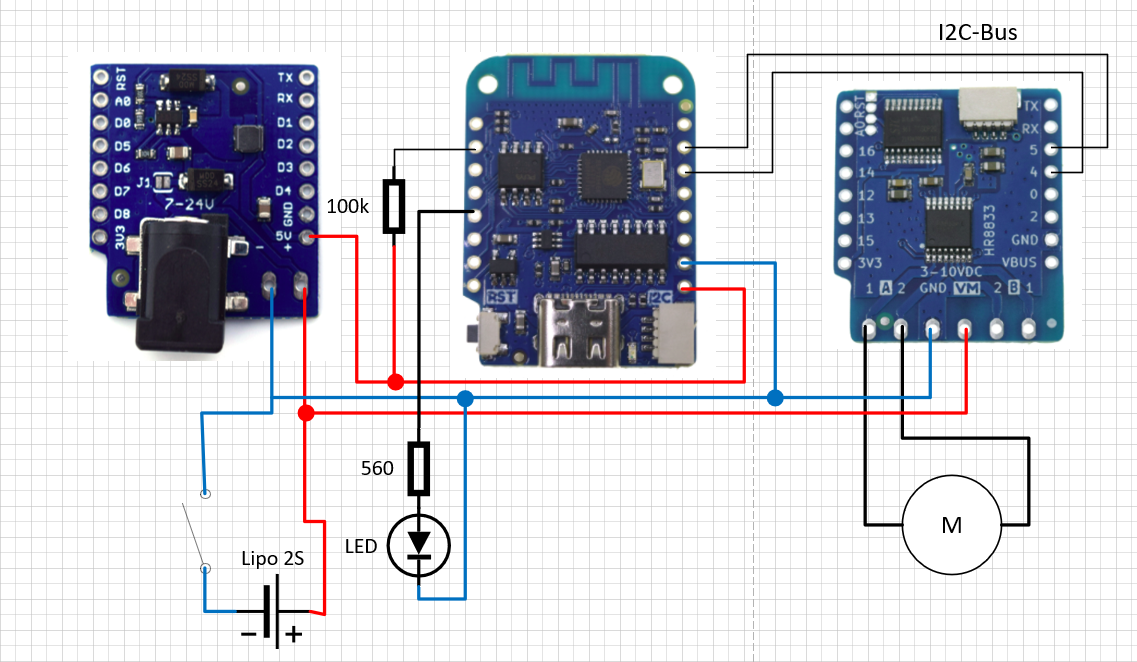 I2C-Bus
RST
A0
D0
D5
D6
D7
D8
3V3
TX
RX
D1
D2
D3
D4
GND
5V
+
-
J1
7-24V
100k
RST
I2C
A0
RST
16
14
12
13
15
3V3
TX
RX
5
4
0
2
GND
VBUS
HR8833
3-10VDC
1 A 2 GND VM 2 B 1
560
LED
Lipo 2S
− +
M